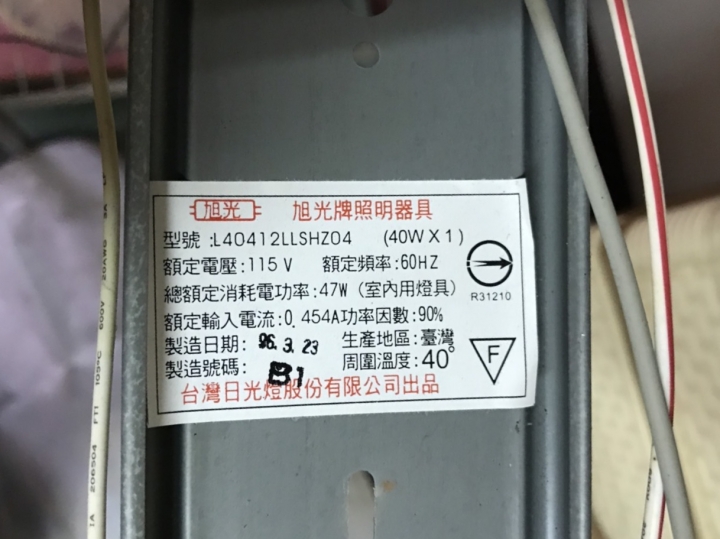 旭光 旭光牌照明器具
型號:L40412LLSHZ04 (40W X 1)
額定電壓:115 V 額定頻率:60HZ
總額定消耗電功率:47W (室內用燈具)
R31210
額定輸入電流:0.454A功率因數:90%
製造日期: 96.3.23 生產地區:臺灣
製造號碼: B1 周圍溫度:40°
F
台灣日光燈股份有限公司出品